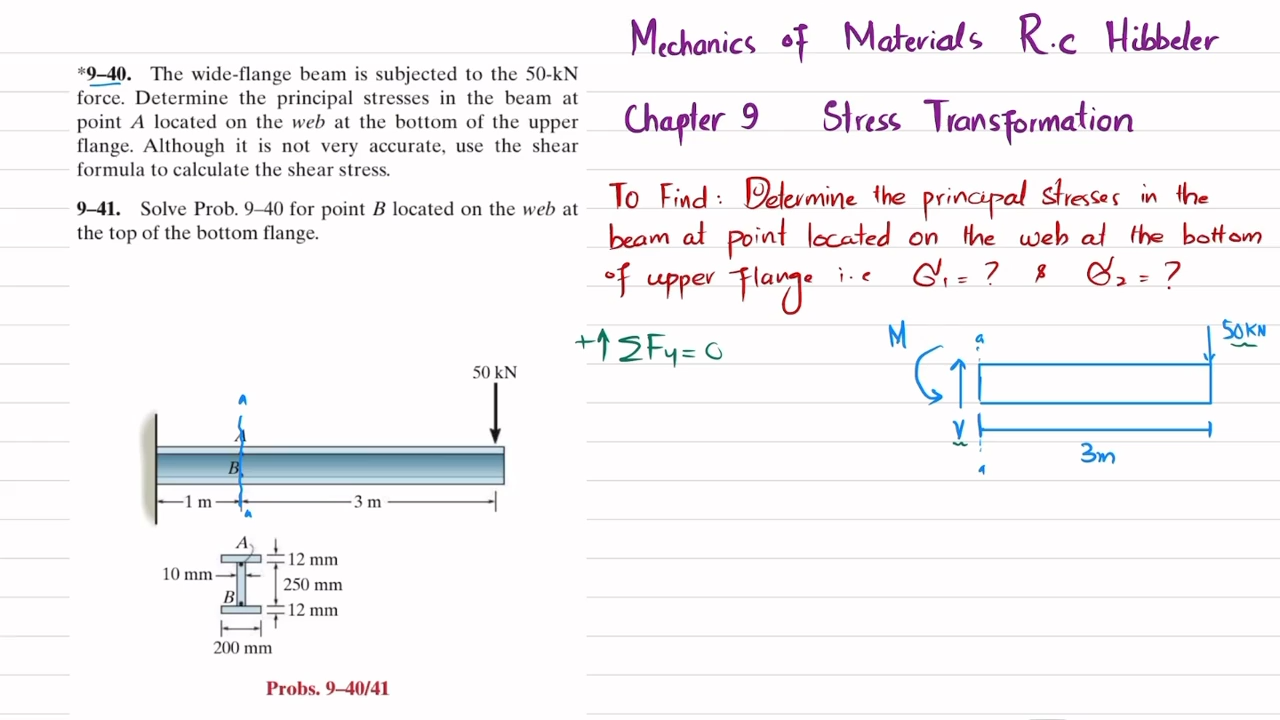 Mechanics of Materials R.c Hibbeler
*9–40. The wide-flange beam is subjected to the 50-kN
force. Determine the principal stresses in the beam at
point A located on the web at the bottom of the upper
flange. Although it is not very accurate, use the shear
formula to calculate the shear stress.
9–41. Solve Prob. 9–40 for point B located on the web at
the top of the bottom flange.
Chapter 9 Stress Transformation
To Find: Determine the principal stresses in the
beam at point located on the web at the bottom
of upper flange i.e σ1 = ? & σ2 = ?
+↑ ΣFy = 0
M
a
50KN
V
3m
a
50 kN
a
A
B
1 m
3 m
a
A
12 mm
10 mm
250 mm
B
12 mm
200 mm
Probs. 9–40/41